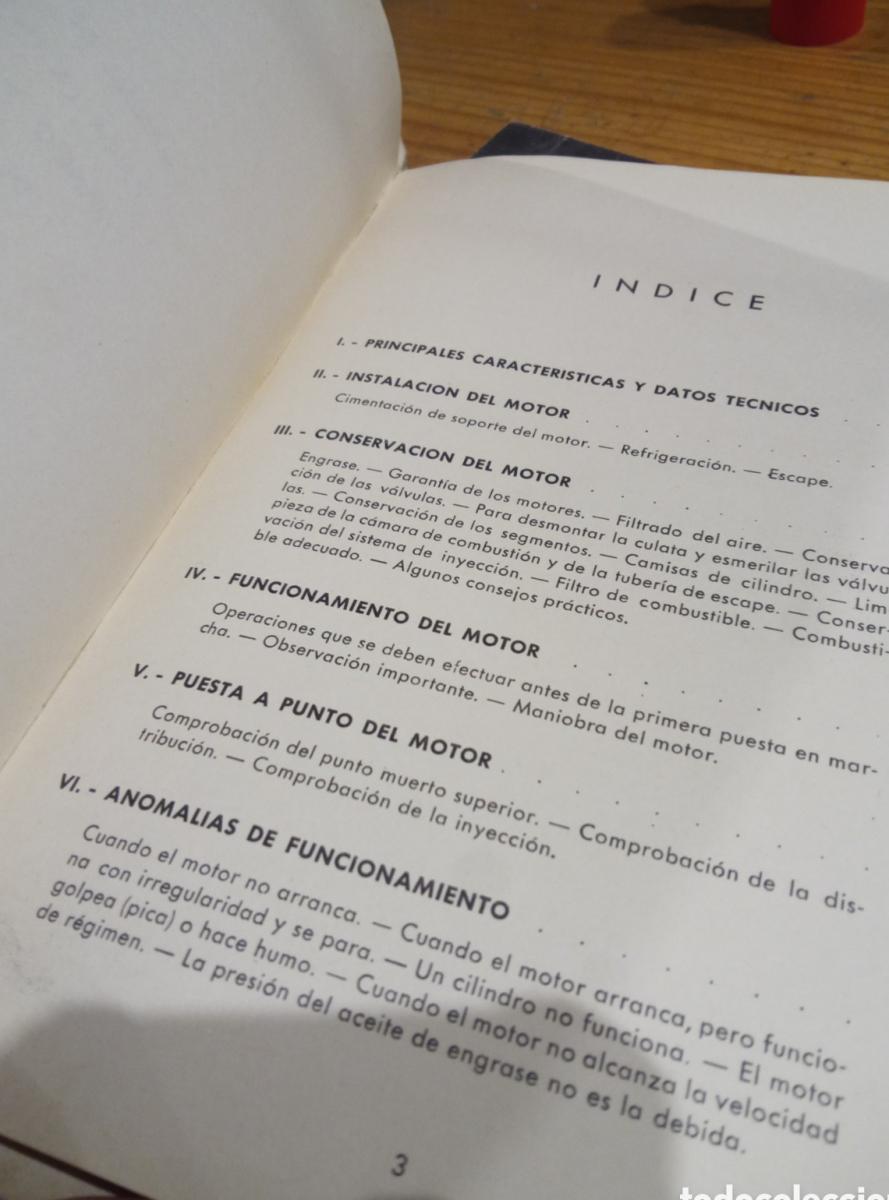 INDICE
I. - PRINCIPALES CARACTERISTICAS Y DATOS TECNICOS
II. - INSTALACION DEL MOTOR . . . . .
Cimentación de soporte del motor. — Refrigeración. — Escape.
III. - CONSERVACION DEL MOTOR . . . . .
Engrase. — Garantía de los motores. — Filtrado del aire. — Conserva-
ción de las válvulas. — Para desmontar la culata y esmerilar las válvu-
las. — Conservación de los segmentos. — Camisas de cilindro. — Lim-
pieza de la cámara de combustión y de la tubería de escape. — Conser-
vación del sistema de inyección. — Filtro de combustible. — Combusti-
ble adecuado. — Algunos consejos prácticos.
IV. - FUNCIONAMIENTO DEL MOTOR . . . . .
Operaciones que se deben efectuar antes de la primera puesta en mar-
cha. — Observación importante. — Maniobra del motor.
V. - PUESTA A PUNTO DEL MOTOR . . . . .
Comprobación del punto muerto superior. — Comprobación de la dis-
tribución. — Comprobación de la inyección.
VI. - ANOMALIAS DE FUNCIONAMIENTO . . . . .
Cuando el motor no arranca. — Cuando el motor arranca, pero funcio-
na con irregularidad y se para. — Un cilindro no funciona. — El motor
golpea (pica) o hace humo. — Cuando el motor no alcanza la velocidad
de régimen. — La presión del aceite de engrase no es la debida.
3